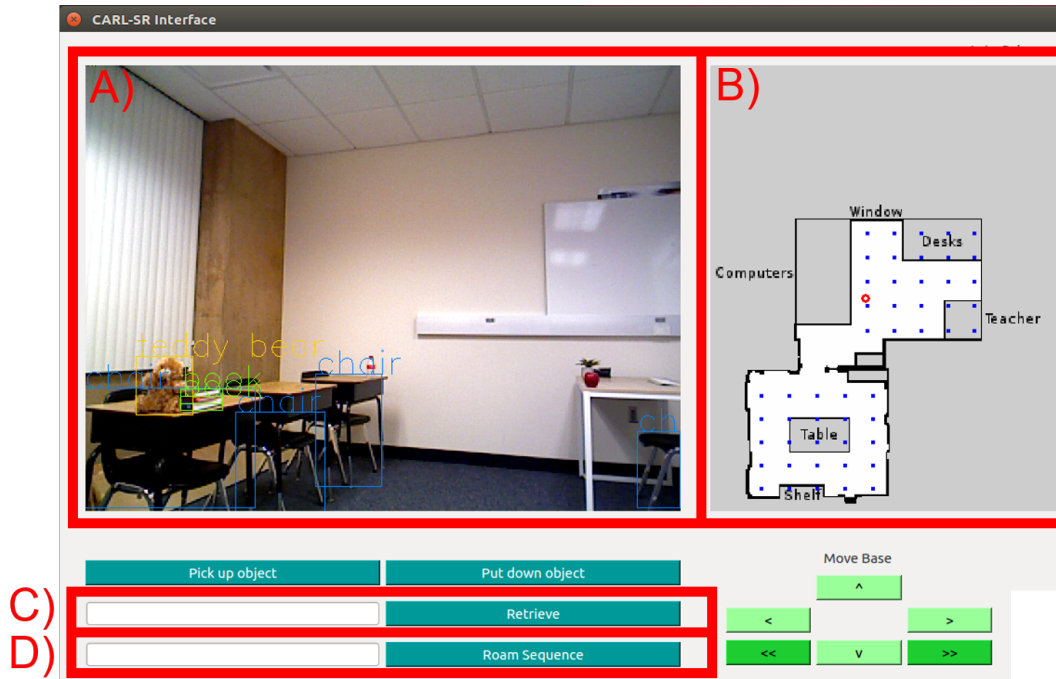 CARL-SR Interface
A)
B)
teddy bear
chair
book
chair
chair
ch
Window
Desks
Computers
Teacher
Table
Shelf
Move Base
Pick up object
Put down object
^
C)
Retrieve
<
>
D)
Roam Sequence
<<
v
>>